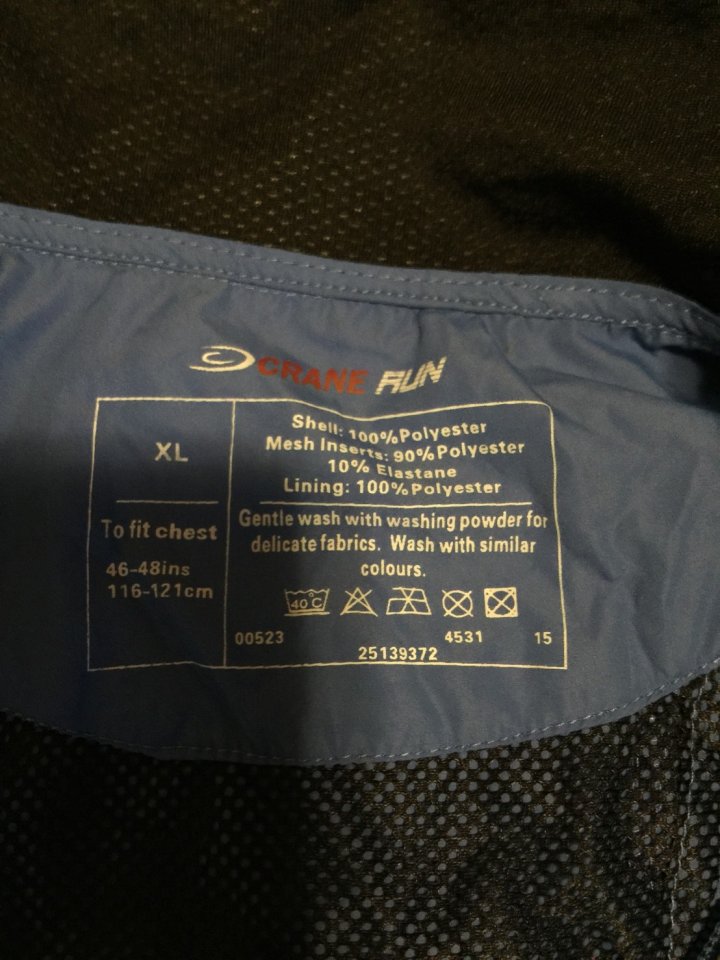 CRANE RUN
XL
To fit chest
46-48ins
116-121cm
Shell: 100% Polyester
Mesh Inserts: 90% Polyester
10% Elastane
Lining: 100% Polyester
Gentle wash with washing powder for
delicate fabrics. Wash with similar
colours.
40°C
00523 4531 15
25139372